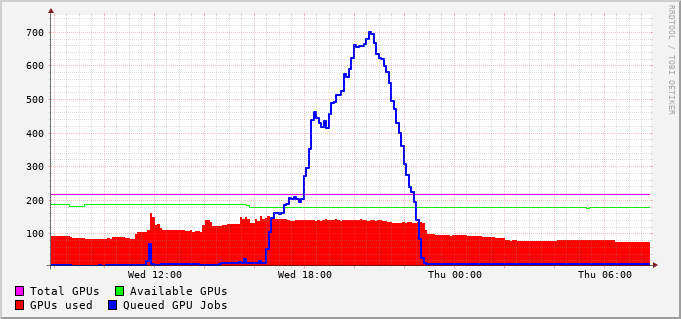 RRDTOOL / TOBI OETIKER
700
600
500
400
300
200
100
Wed 12:00 Wed 18:00 Thu 00:00 Thu 06:00
Total GPUs Available GPUs
GPUs used Queued GPU Jobs